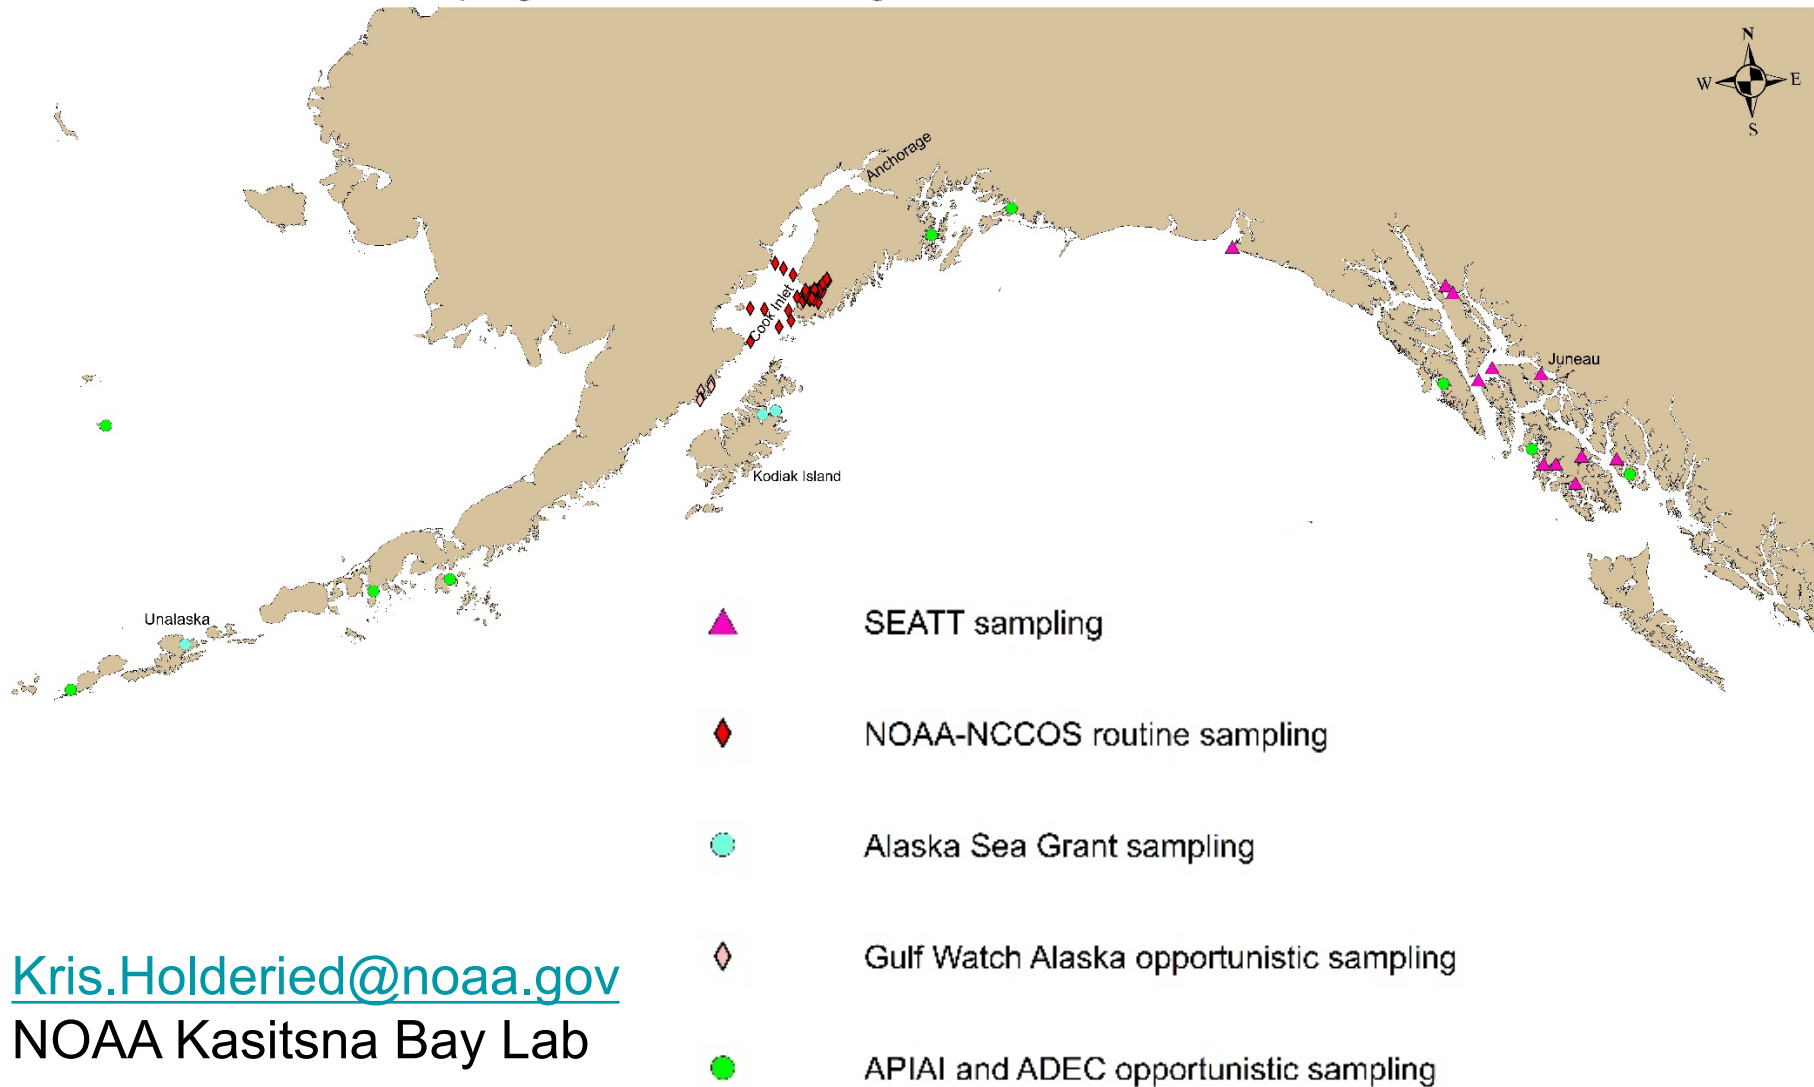 N
W E
S
Anchorage
Cook Inlet
Juneau
Kodiak Island
Unalaska
SEATT sampling
NOAA-NCCOS routine sampling
Alaska Sea Grant sampling
Gulf Watch Alaska opportunistic sampling
APIAI and ADEC opportunistic sampling
Kris.Holderied@noaa.gov
NOAA Kasitsna Bay Lab